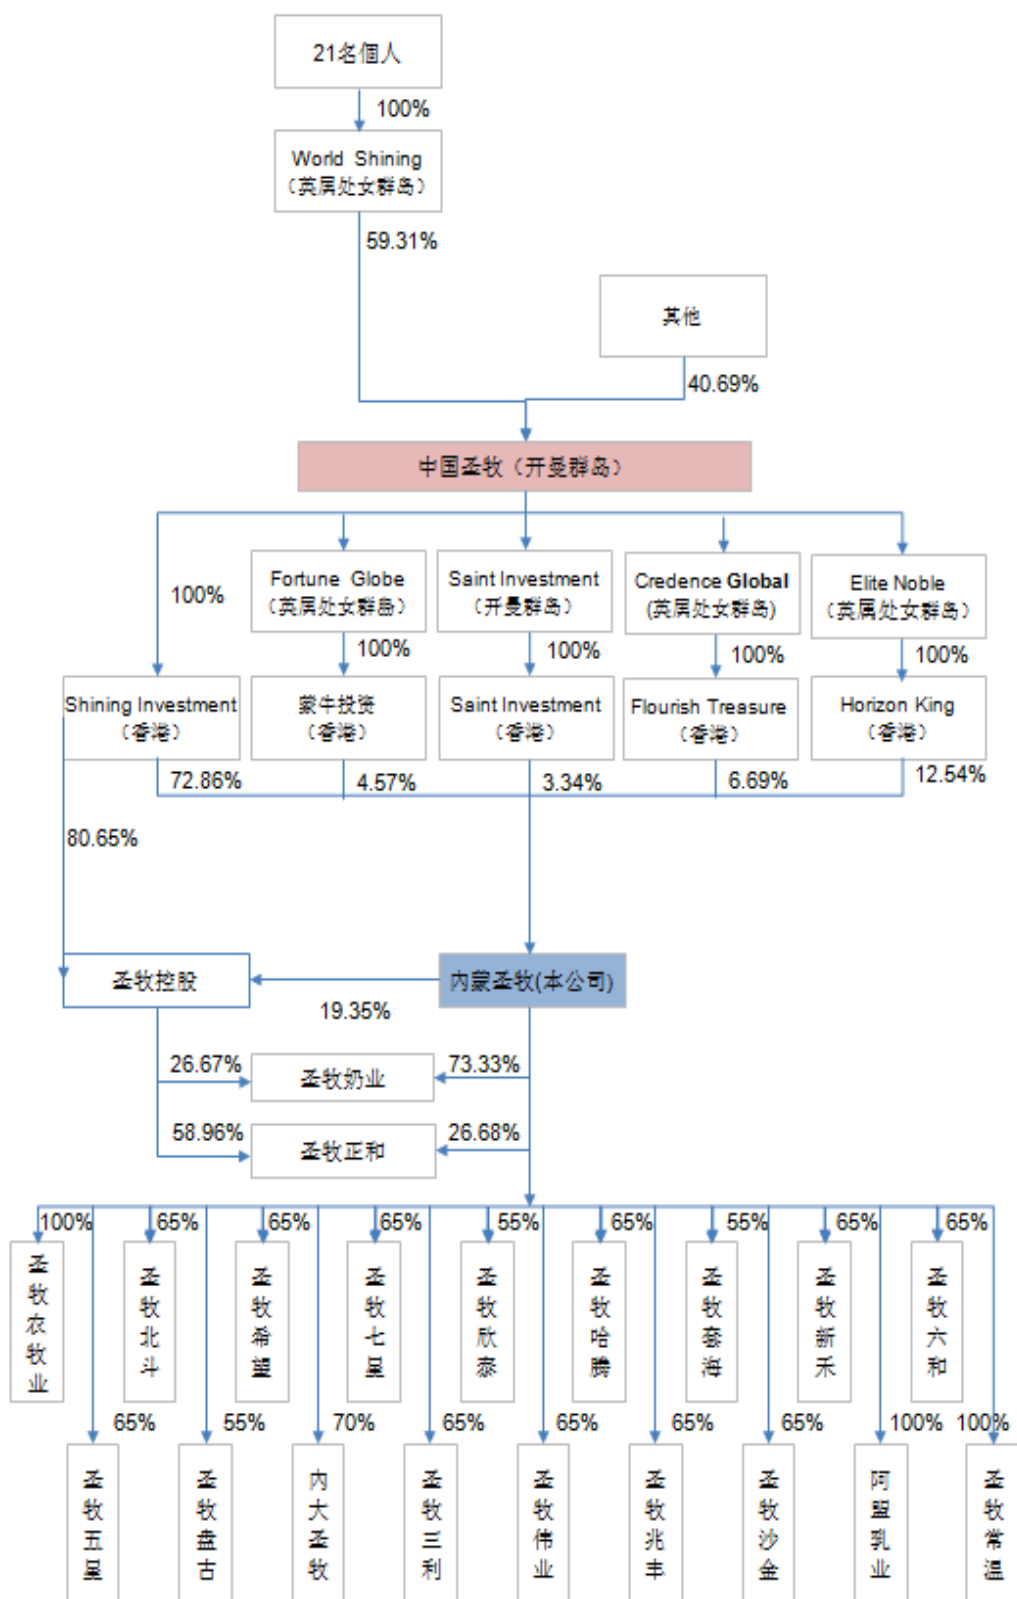 21名個人
100%
World Shining
（英属处女群岛）
59.31%
其他
40.69%
中国圣牧（开曼群岛）
100%
Fortune Globe
（英属处女群岛）
Saint Investment
（开曼群岛）
Credence Global
(英属处女群岛)
Elite Noble
（英属处女群岛）
100%
100%
100%
100%
Shining Investment
（香港）
蒙牛投资
（香港）
Saint Investment
（香港）
Flourish Treasure
（香港）
Horizon King
（香港）
72.86%
4.57%
3.34%
6.69%
12.54%
80.65%
圣牧控股
内蒙圣牧(本公司)
19.35%
26.67%
圣牧奶业
73.33%
58.96%
圣牧正和
26.68%
100%
65%
65%
65%
55%
65%
55%
65%
65%
圣牧农牧业
圣牧北斗
圣牧希望
圣牧七星
圣牧欣泰
圣牧哈腾
圣牧套海
圣牧新禾
圣牧六和
65%
55%
70%
65%
65%
65%
65%
100%
100%
圣牧五星
圣牧盘古
内大圣牧
圣牧三利
圣牧伟业
圣牧兆丰
圣牧沙金
阿盟乳业
圣牧常温